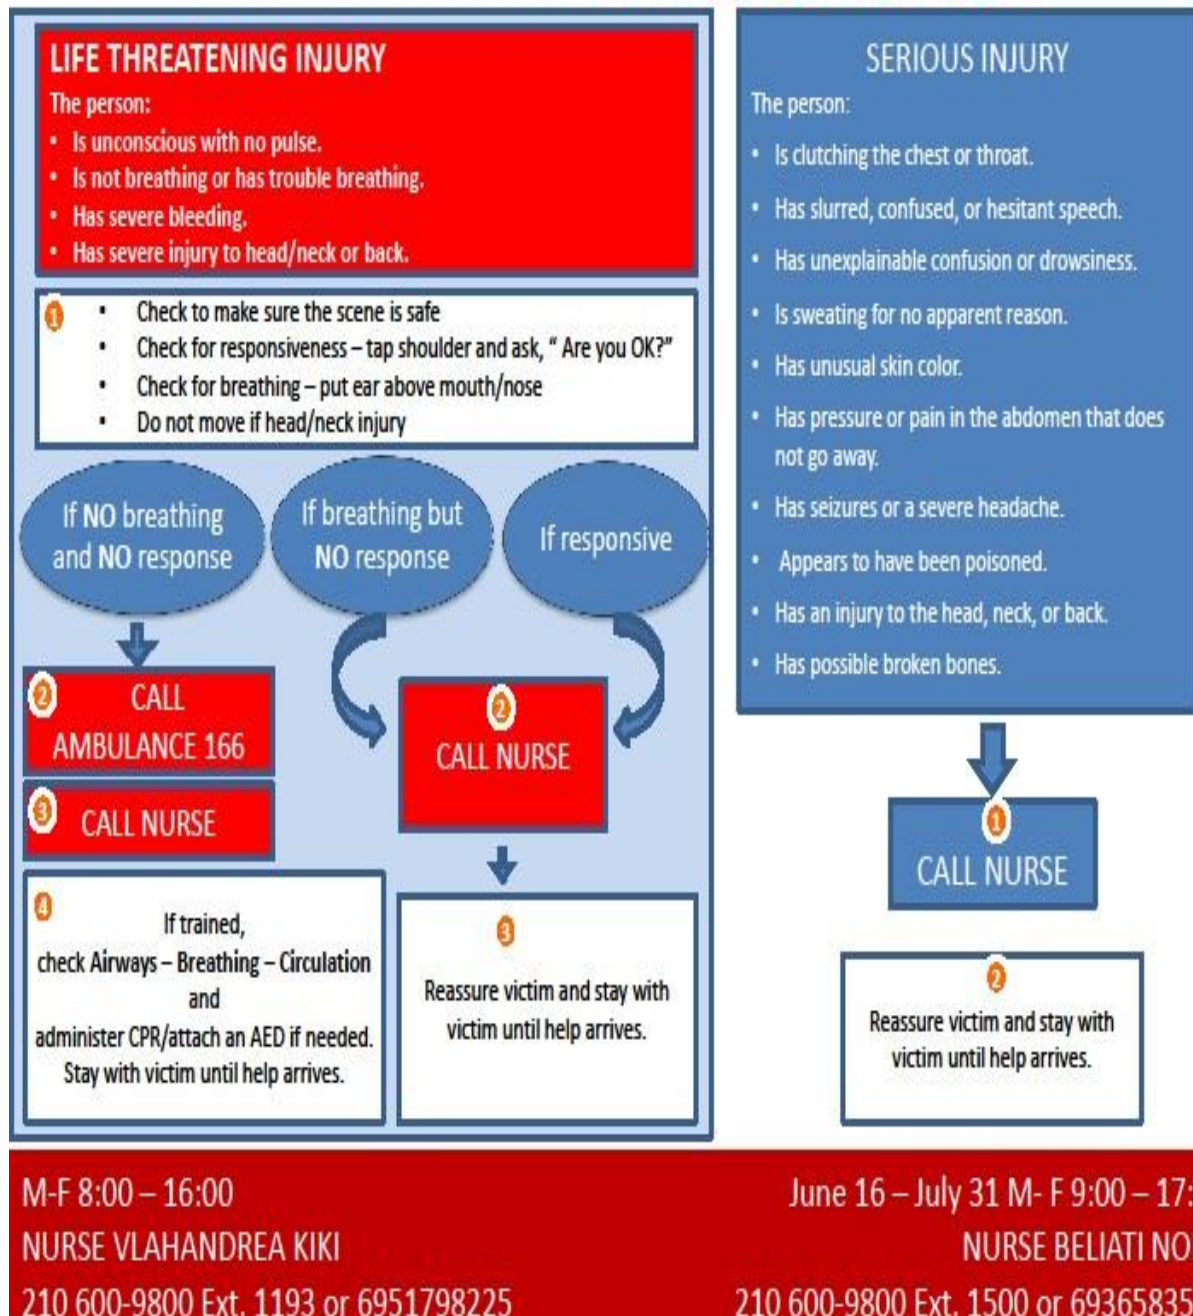 LIFE THREATENING INJURY
The person:
• Is unconscious with no pulse.
• Is not breathing or has trouble breathing.
• Has severe bleeding.
• Has severe injury to head/neck or back.
1
• Check to make sure the scene is safe
• Check for responsiveness – tap shoulder and ask, “ Are you OK?”
• Check for breathing – put ear above mouth/nose
• Do not move if head/neck injury
If NO breathing
and NO response
If breathing but
NO response
If responsive
2
CALL
AMBULANCE 166
3
CALL NURSE
4
If trained,
check Airways – Breathing – Circulation
and
administer CPR/attach an AED if needed.
Stay with victim until help arrives.
2
CALL NURSE
3
Reassure victim and stay with
victim until help arrives.
SERIOUS INJURY
The person:
• Is clutching the chest or throat.
• Has slurred, confused, or hesitant speech.
• Has unexplainable confusion or drowsiness.
• Is sweating for no apparent reason.
• Has unusual skin color.
• Has pressure or pain in the abdomen that does
not go away.
• Has seizures or a severe headache.
• Appears to have been poisoned.
• Has an injury to the head, neck, or back.
• Has possible broken bones.
1
CALL NURSE
2
Reassure victim and stay with
victim until help arrives.
M-F 8:00 – 16:00
NURSE VLAHANDREA KIKI
210 600-9800 Ext. 1193 or 6951798225
June 16 – July 31 M- F 9:00 – 17:
NURSE BELIATI NO
210 600-9800 Ext. 1500 or 69365835